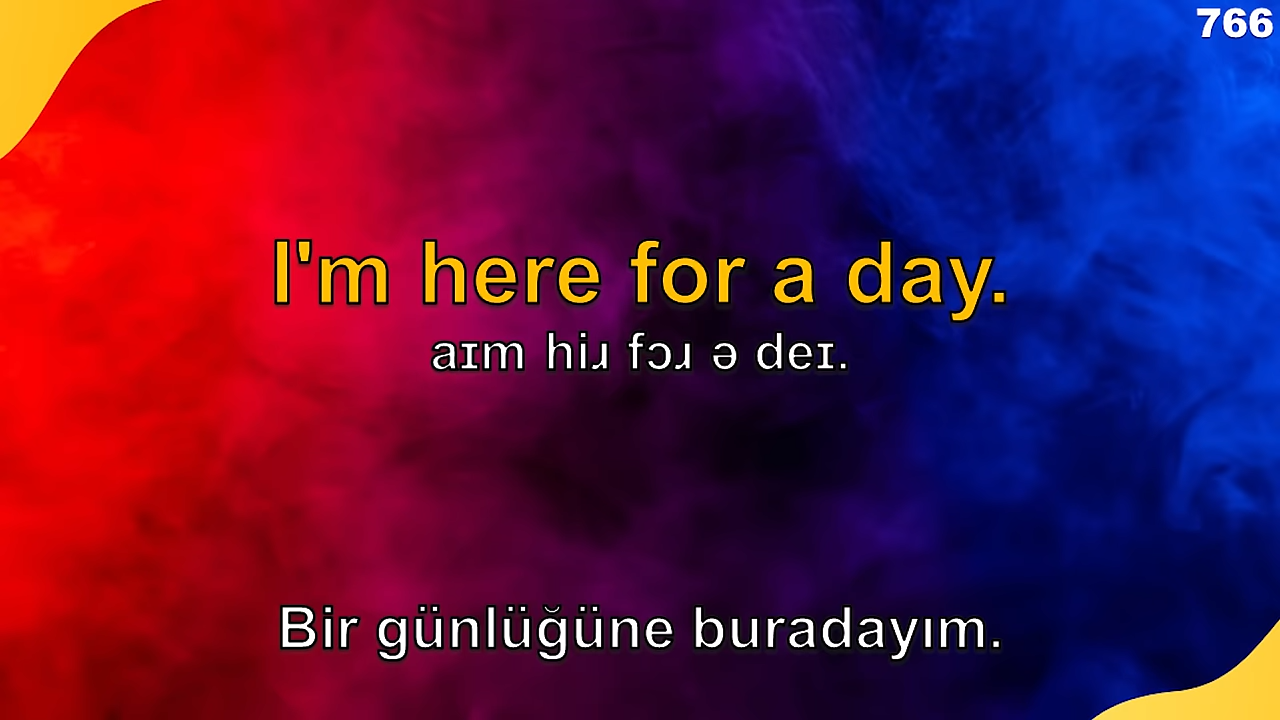 766
I'm here for a day.
aɪm hiɹ fɔɹ ə deɪ.
Bir günlüğüne buradayım.